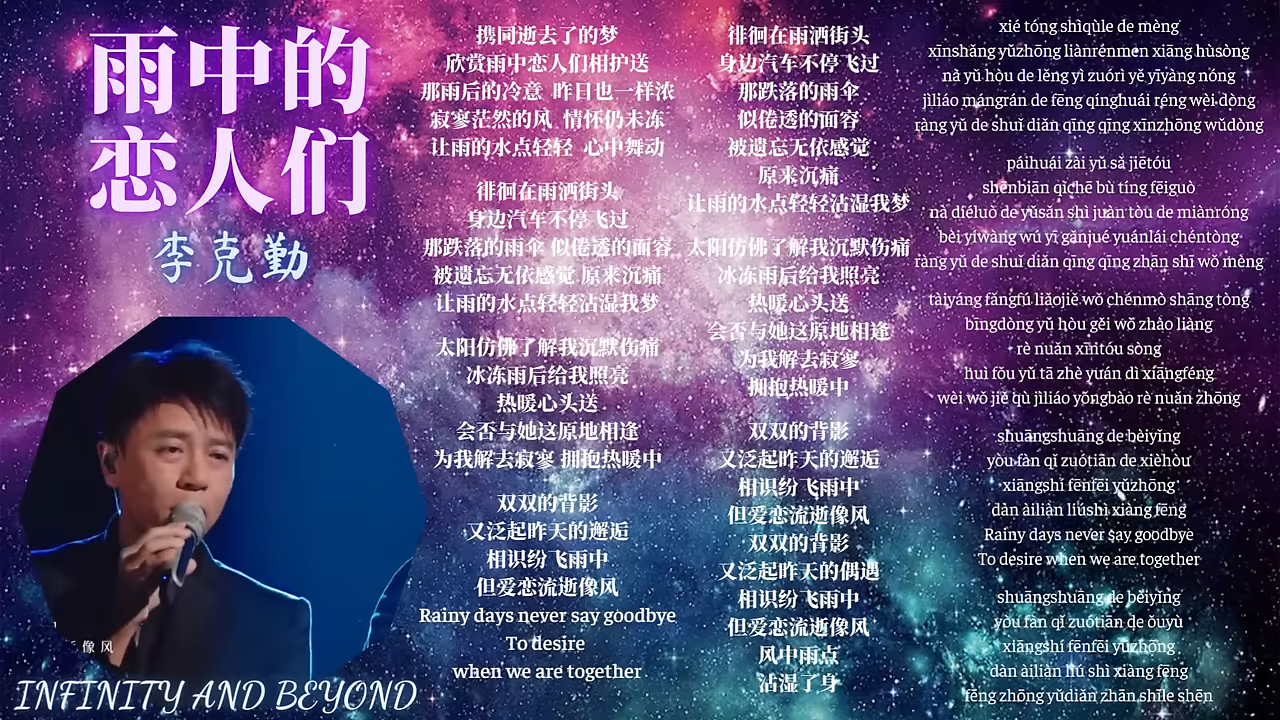 雨中的
恋人们
李克勤
像风
INFINITY AND BEYOND
携同逝去了的梦
欣赏雨中恋人们相护送
那雨后的冷意 昨日也一样浓
寂寥茫然的风 情怀仍未冻
让雨的水点轻轻 心中舞动
徘徊在雨洒街头
身边汽车不停飞过
那跌落的雨伞 似倦透的面容
被遗忘无依感觉 原来沉痛
让雨的水点轻轻沾湿我梦
太阳仿佛了解我沉默伤痛
冰冻雨后给我照亮
热暖心头送
会否与她这原地相逢
为我解去寂寥 拥抱热暖中
双双的背影
又泛起昨天的邂逅
相识纷飞雨中
但爱恋流逝像风
Rainy days never say goodbye
To desire
when we are together
徘徊在雨洒街头
身边汽车不停飞过
那跌落的雨伞
似倦透的面容
被遗忘无依感觉
原来沉痛
让雨的水点轻轻沾湿我梦
太阳仿佛了解我沉默伤痛
冰冻雨后给我照亮
热暖心头送
会否与她这原地相逢
为我解去寂寥
拥抱热暖中
双双的背影
又泛起昨天的邂逅
相识纷飞雨中
但爱恋流逝像风
双双的背影
又泛起昨天的偶遇
相识纷飞雨中
但爱恋流逝像风
风中雨点
沾湿了身
xié tóng shìqùle de mèng
xīnshǎng yǔzhōng liànrénmen xiāng hùsòng
nà yǔ hòu de lěng yì zuórì yě yīyàng nóng
jìliáo mángrán de fēng qínghuái réng wèi dòng
ràng yǔ de shuǐ diǎn qīng qīng xīnzhōng wǔdòng
páihuái zài yǔ sǎ jiētóu
shēnbiān qìchē bù tíng fēiguò
nà diéluò de yǔsǎn shì juàn tòu de miànróng
bèi yíwàng wú yī gǎnjué yuánlái chéntòng
ràng yǔ de shuǐ diǎn qīng qīng zhān shī wǒ mèng
tàiyáng fǎngfú liǎojiě wǒ chénmò shāng tòng
bīngdòng yǔ hòu gěi wǒ zhào liàng
rè nuǎn xīntóu sòng
huì fǒu yǔ tā zhè yuán dì xiāngféng
wèi wǒ jiě qù jìliáo yǒngbào rè nuǎn zhōng
shuāngshuāng de bèiyǐng
yòu fàn qǐ zuótiān de xièhòu
xiāngshí fēnfēi yǔzhōng
dàn àiliàn liúshì xiàng fēng
Rainy days never say goodbye
To desire when we are together
shuāngshuāng de bèiyǐng
yòu fàn qǐ zuótiān de ǒuyù
xiāngshí fēnfēi yǔzhōng
dàn àiliàn liú shì xiàng fēng
fēng zhōng yǔdiǎn zhān shīle shēn